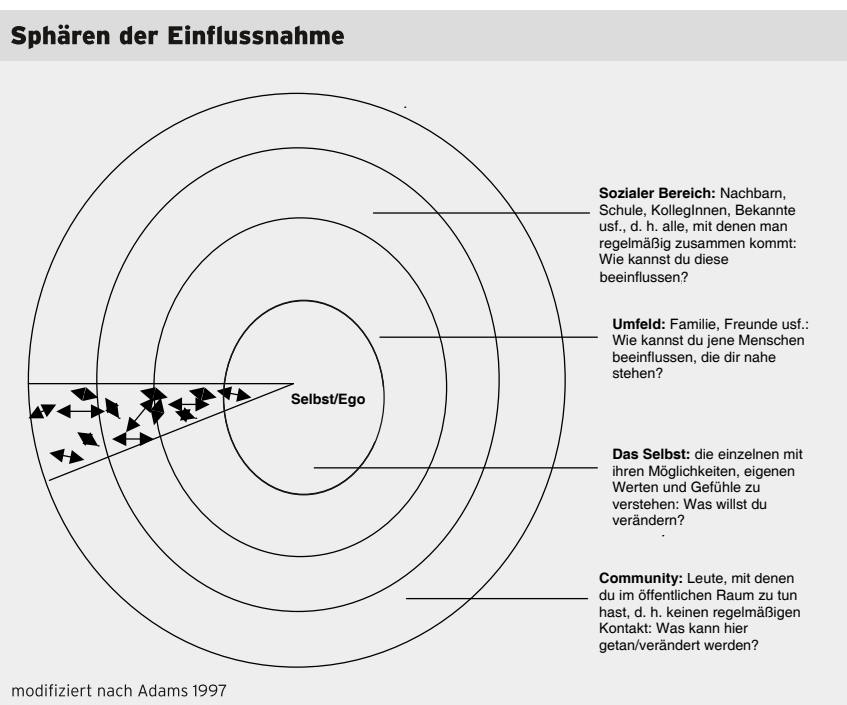 Sphären der Einflussnahme
Sozialer Bereich: Nachbarn,
Schule, KollegInnen, Bekannte
usf., d. h. alle, mit denen man
regelmäßig zusammen kommt:
Wie kannst du diese
beeinflussen?
Umfeld: Familie, Freunde usf.:
Wie kannst du jene Menschen
beeinflussen, die dir nahe
stehen?
Selbst/Ego
Das Selbst: die einzelnen mit
ihren Möglichkeiten, eigenen
Werten und Gefühle zu
verstehen: Was willst du
verändern?
Community: Leute, mit denen
du im öffentlichen Raum zu tun
hast, d. h. keinen regelmäßigen
Kontakt: Was kann hier
getan/verändert werden?
modifiziert nach Adams 1997